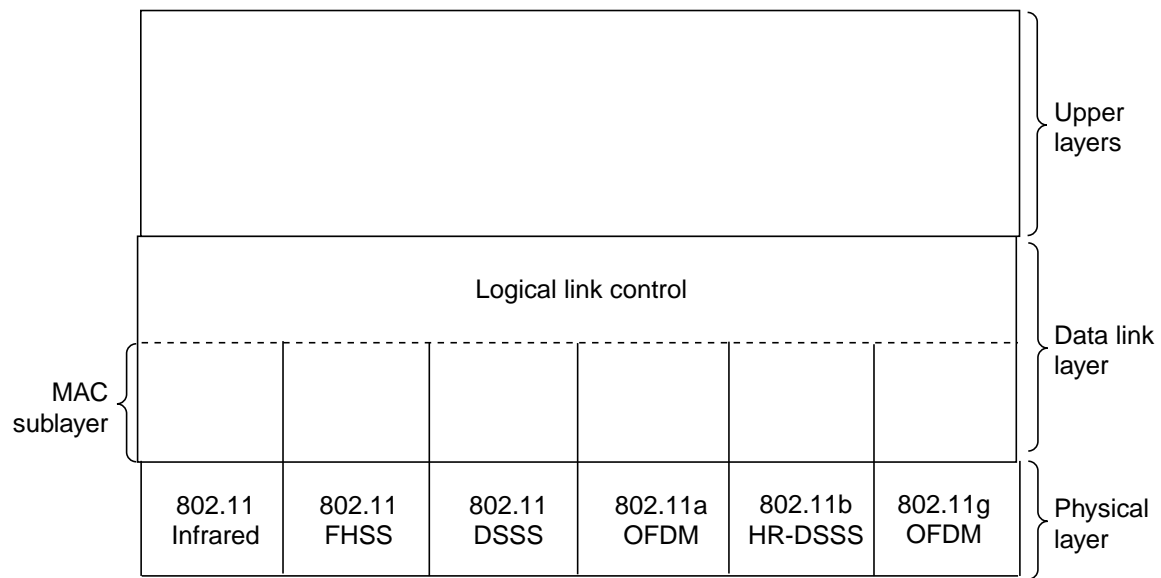 Upper
layers
Logical link control
Data link
layer
MAC
sublayer
802.11
Infrared
802.11
FHSS
802.11
DSSS
802.11a
OFDM
802.11b
HR-DSSS
802.11g
OFDM
Physical
layer